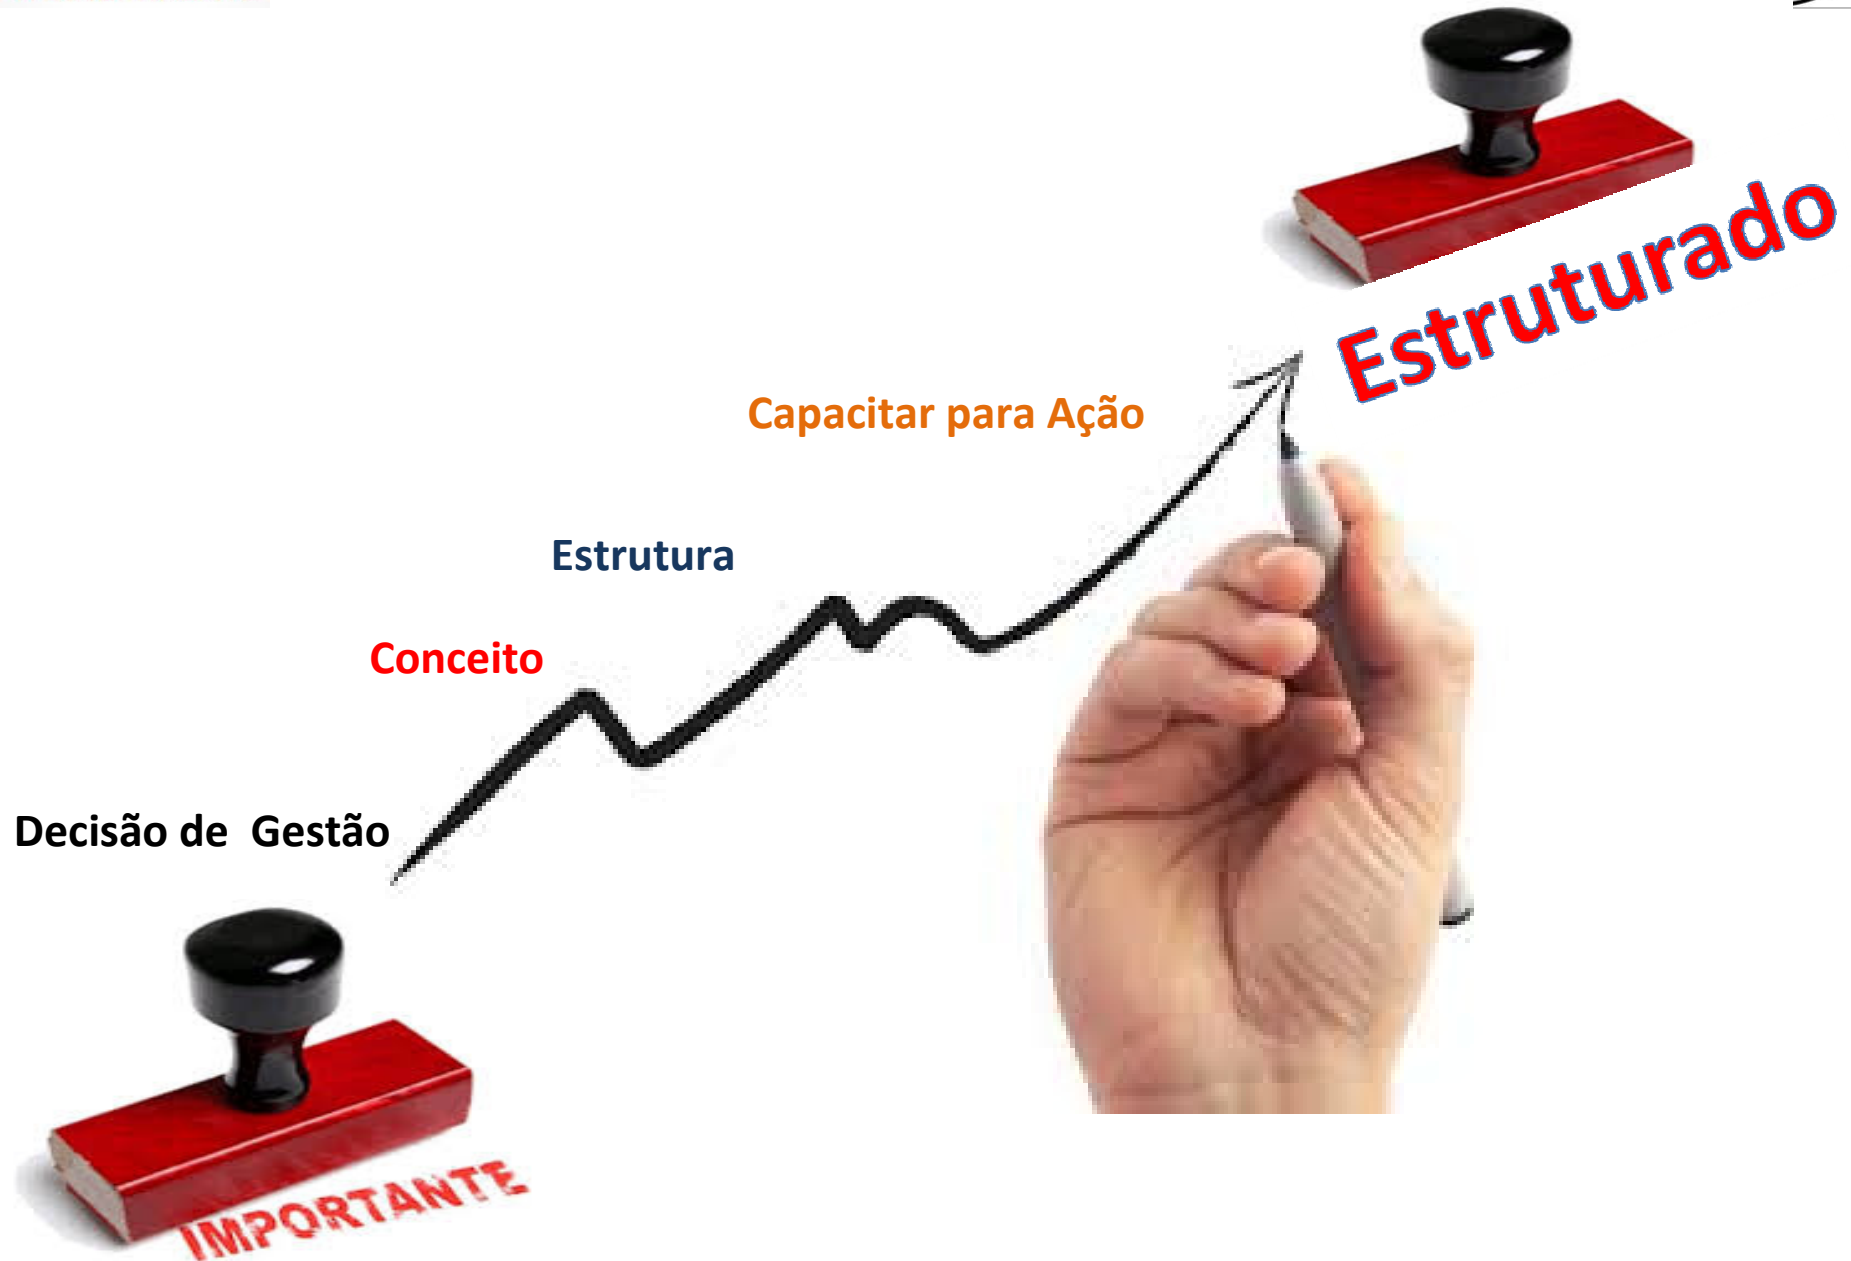 Estruturado
Capacitar para Ação
Estrutura
Conceito
Decisão de  Gestão
IMPORTANTE